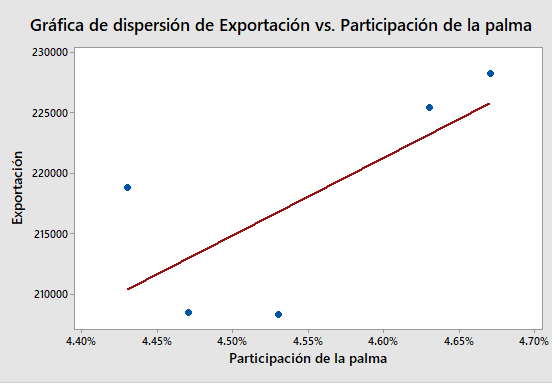 Gráfica de dispersión de Exportación vs. Participación de la palma
230000
225000
220000
215000
210000
Exportación
4.40% 4.45% 4.50% 4.55% 4.60% 4.65% 4.70%
Participación de la palma